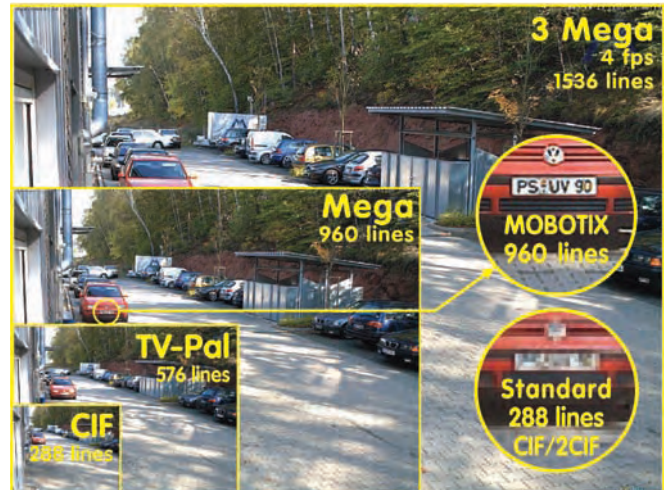 3 Mega
4 fps
1536 lines
PS:UV 90
MOBOTIX
960 lines
Mega
960 lines
TV-Pal
576 lines
CIF
288 lines
Standard
288 lines
CIF/2CIF